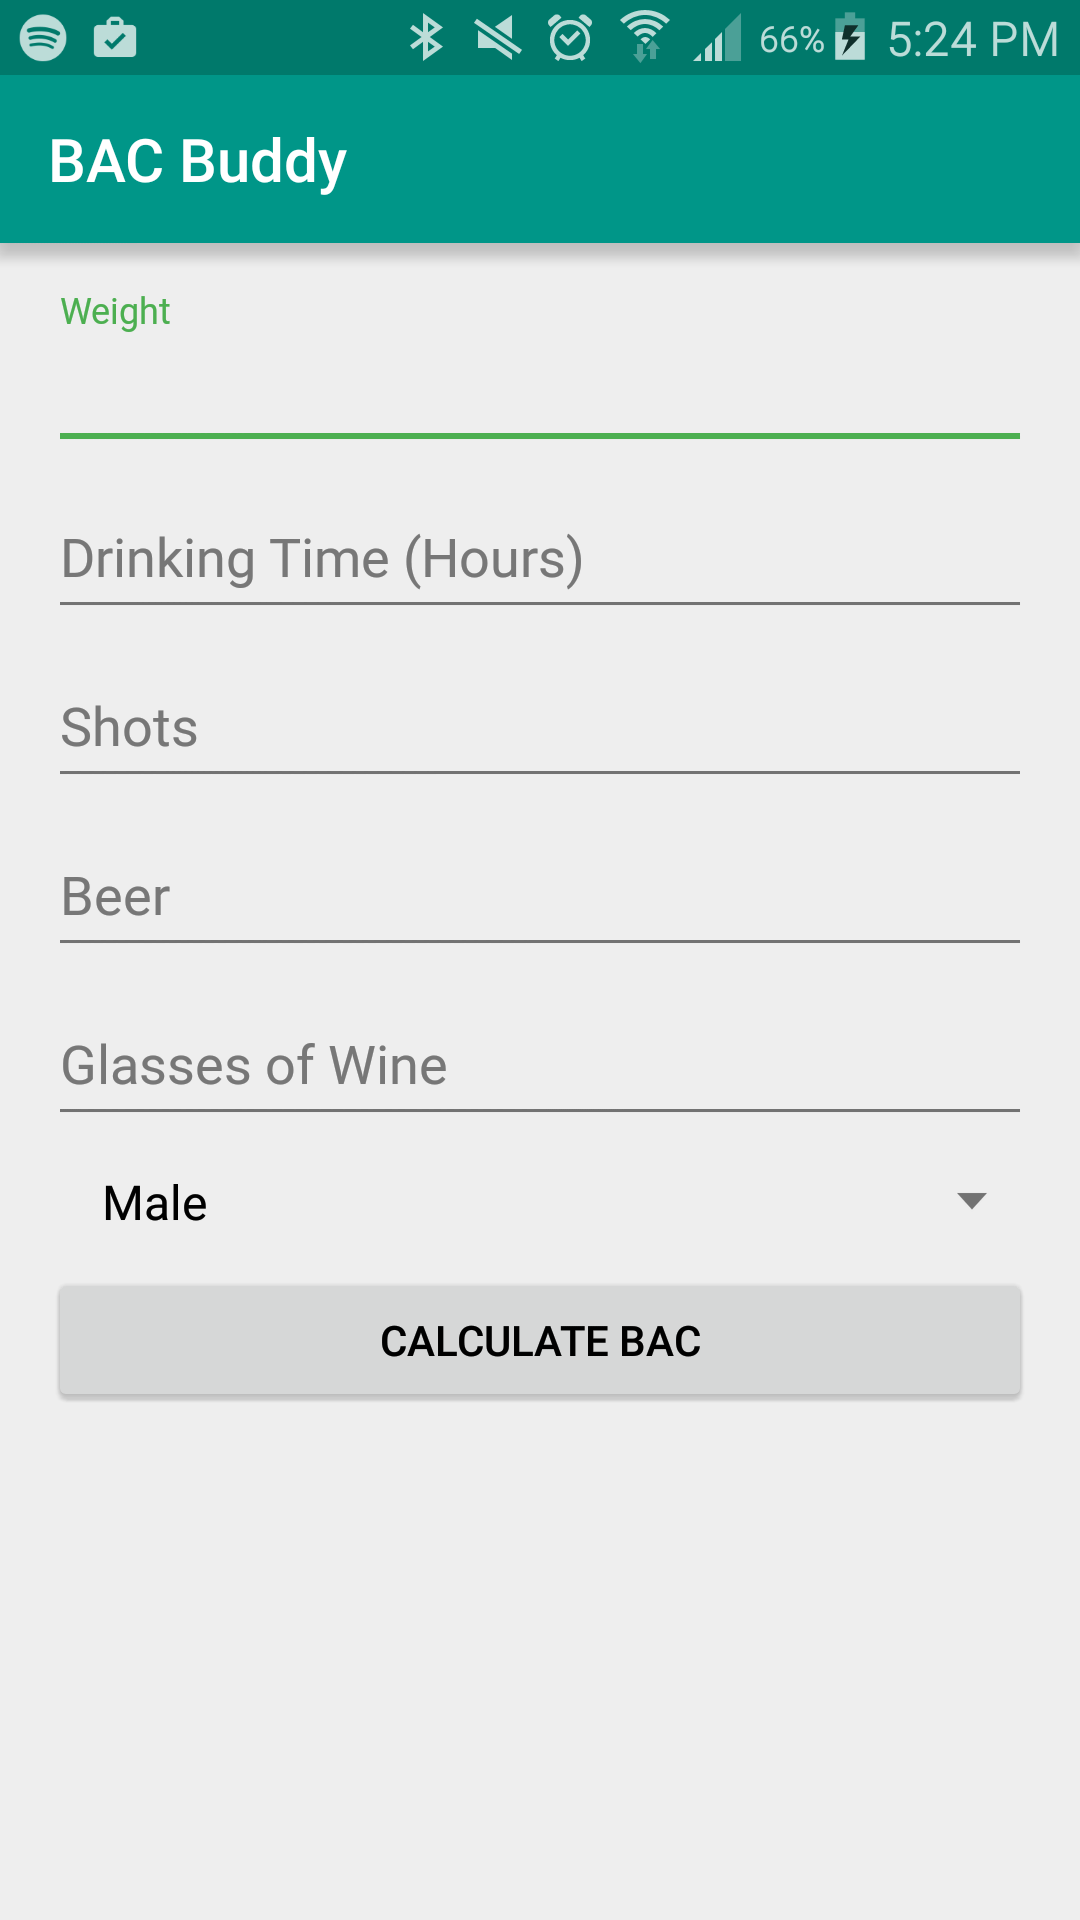 66% 5:24 PM
BAC Buddy
Weight
Drinking Time (Hours)
Shots
Beer
Glasses of Wine
Male
CALCULATE BAC